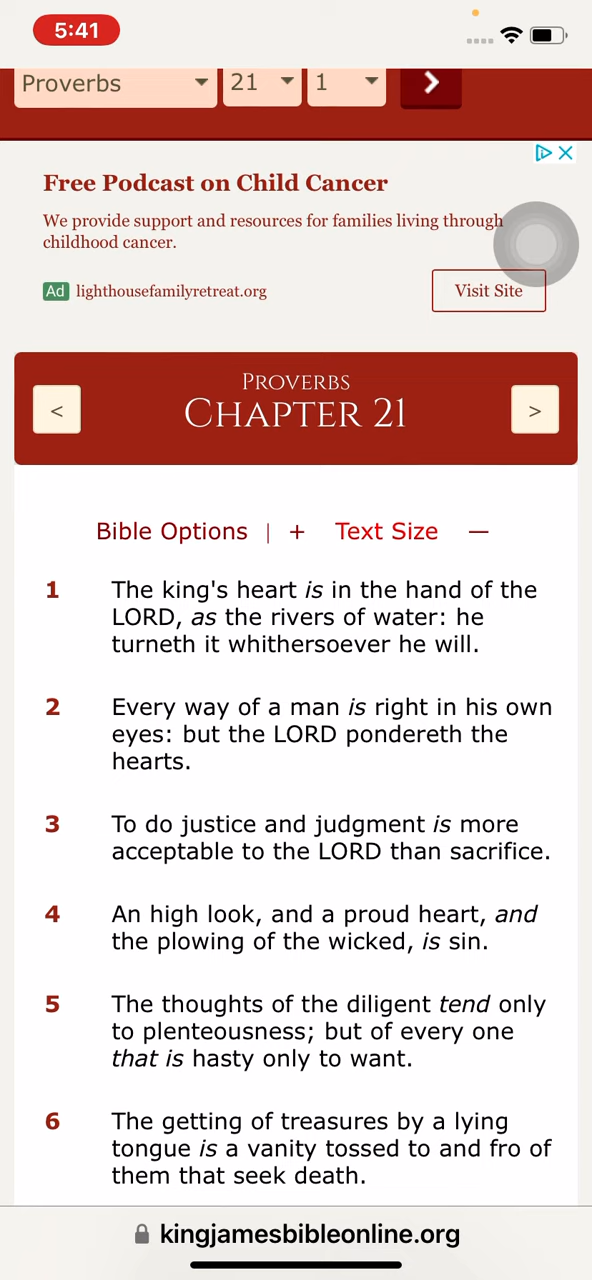 5:41
Proverbs 21 1
Free Podcast on Child Cancer
We provide support and resources for families living through
childhood cancer.
Ad lighthousefamilyretreat.org Visit Site
PROVERBS
< CHAPTER 21 >
Bible Options | + Text Size —
1 The king's heart is in the hand of the
LORD, as the rivers of water: he
turneth it whithersoever he will.
2 Every way of a man is right in his own
eyes: but the LORD pondereth the
hearts.
3 To do justice and judgment is more
acceptable to the LORD than sacrifice.
4 An high look, and a proud heart, and
the plowing of the wicked, is sin.
5 The thoughts of the diligent tend only
to plenteousness; but of every one
that is hasty only to want.
6 The getting of treasures by a lying
tongue is a vanity tossed to and fro of
them that seek death.
kingjamesbibleonline.org